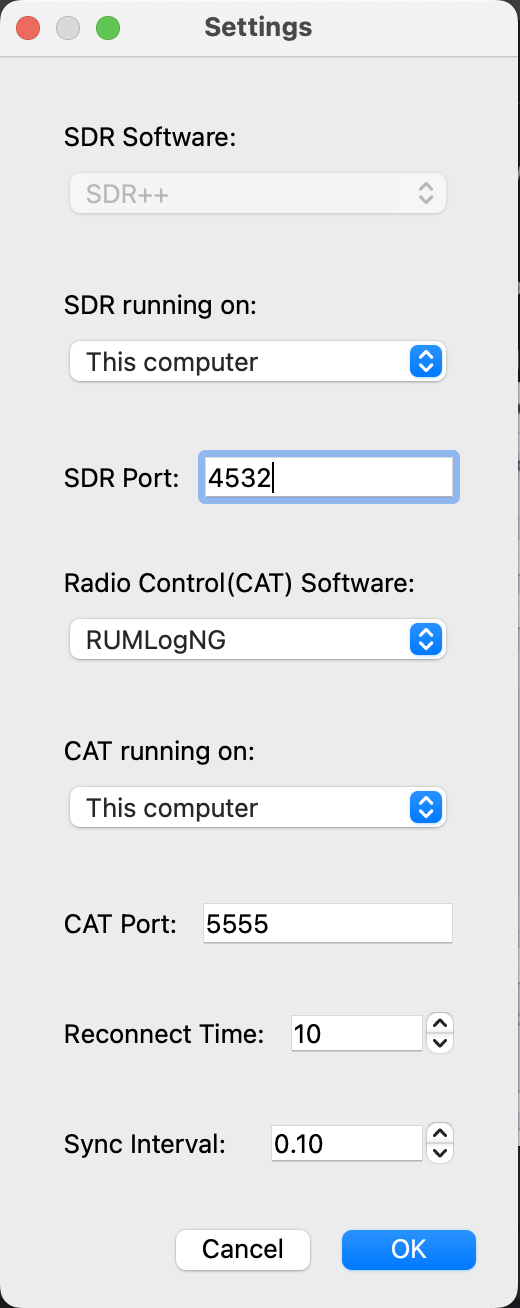 Settings
SDR Software:
SDR++
SDR running on:
This computer
SDR Port: 4532
Radio Control(CAT) Software:
RUMLogNG
CAT running on:
This computer
CAT Port: 5555
Reconnect Time: 10
Sync Interval: 0.10
Cancel OK